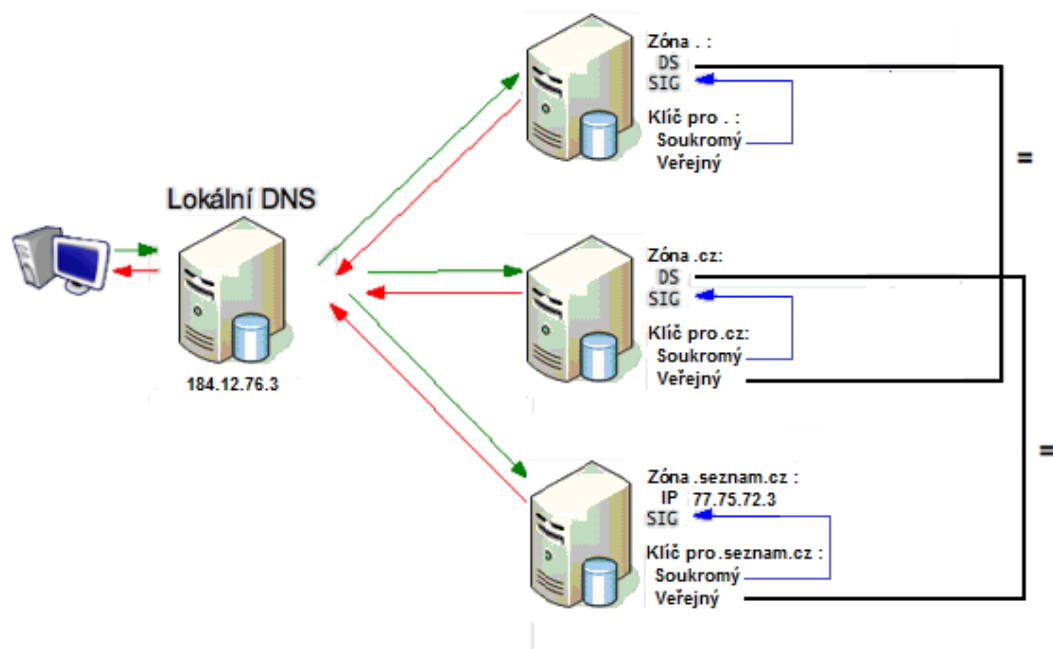 Lokální DNS
184.12.76.3
Zóna . :
DS
SIG
Klíč pro . :
Soukromý
Veřejný
=
Zóna .cz:
DS
SIG
Klíč pro .cz:
Soukromý
Veřejný
=
Zóna .seznam.cz :
IP 77.75.72.3
SIG
Klíč pro .seznam.cz :
Soukromý
Veřejný